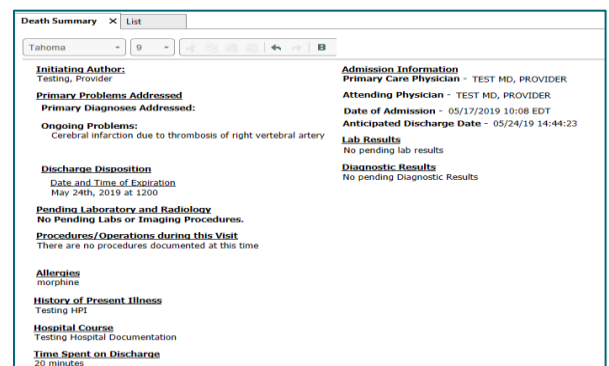 Death Summary × List
Tahoma 9 B
Initiating Author:
Testing, Provider
Primary Problems Addressed
Primary Diagnoses Addressed:
Ongoing Problems:
Cerebral infarction due to thrombosis of right vertebral artery
Discharge Disposition
Date and Time of Expiration
May 24th, 2019 at 1200
Pending Laboratory and Radiology
No Pending Labs or Imaging Procedures.
Procedures/Operations during this Visit
There are no procedures documented at this time
Allergies
morphine
History of Present Illness
Testing HPI
Hospital Course
Testing Hospital Documentation
Time Spent on Discharge
20 minutes
Admission Information
Primary Care Physician - TEST MD, PROVIDER
Attending Physician - TEST MD, PROVIDER
Date of Admission - 05/17/2019 10:08 EDT
Anticipated Discharge Date - 05/24/19 14:44:23
Lab Results
No pending lab results
Diagnostic Results
No pending Diagnostic Results